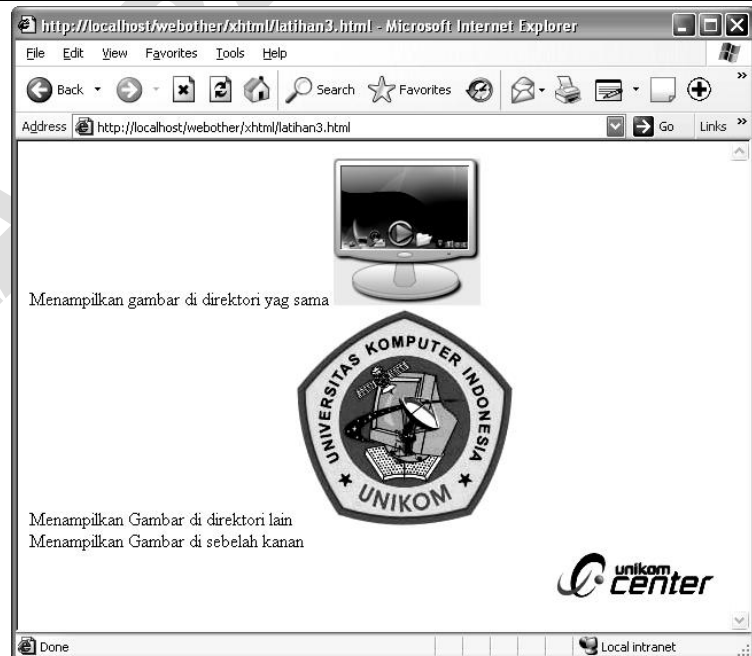 http://localhost/webother/xhtml/latihan3.html - Microsoft Internet Explorer
File Edit View Favorites Tools Help
Back Search Favorites »
Address http://localhost/webother/xhtml/latihan3.html Go Links »
Menampilkan gambar di direktori yag sama
UNIVERSITAS KOMPUTER INDONESIA
UNIKOM
Menampilkan Gambar di direktori lain
Menampilkan Gambar di sebelah kanan
unikom
center
Done Local intranet